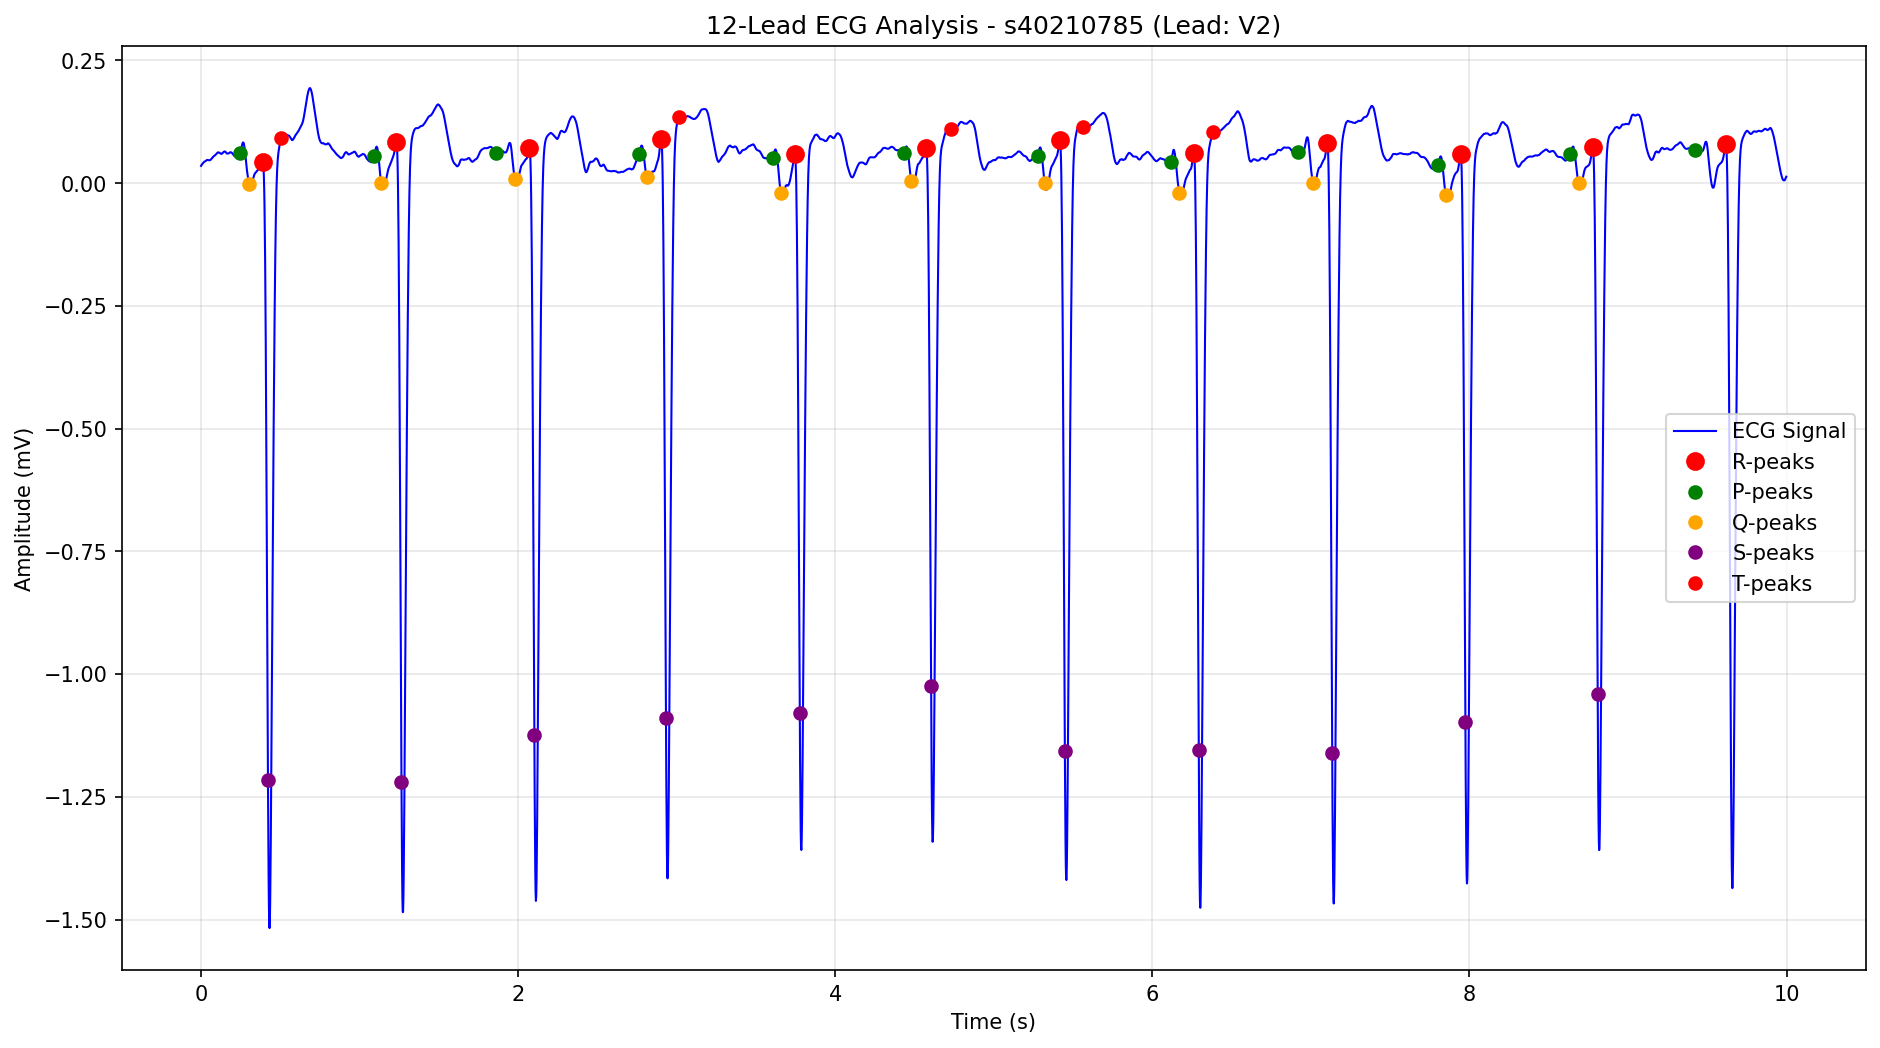 12-Lead ECG Analysis - s40210785 (Lead: V2)
0.25
0.00
−0.25
−0.50
−0.75
−1.00
−1.25
−1.50
Amplitude (mV)
ECG Signal
R-peaks
P-peaks
Q-peaks
S-peaks
T-peaks
0 2 4 6 8 10
Time (s)